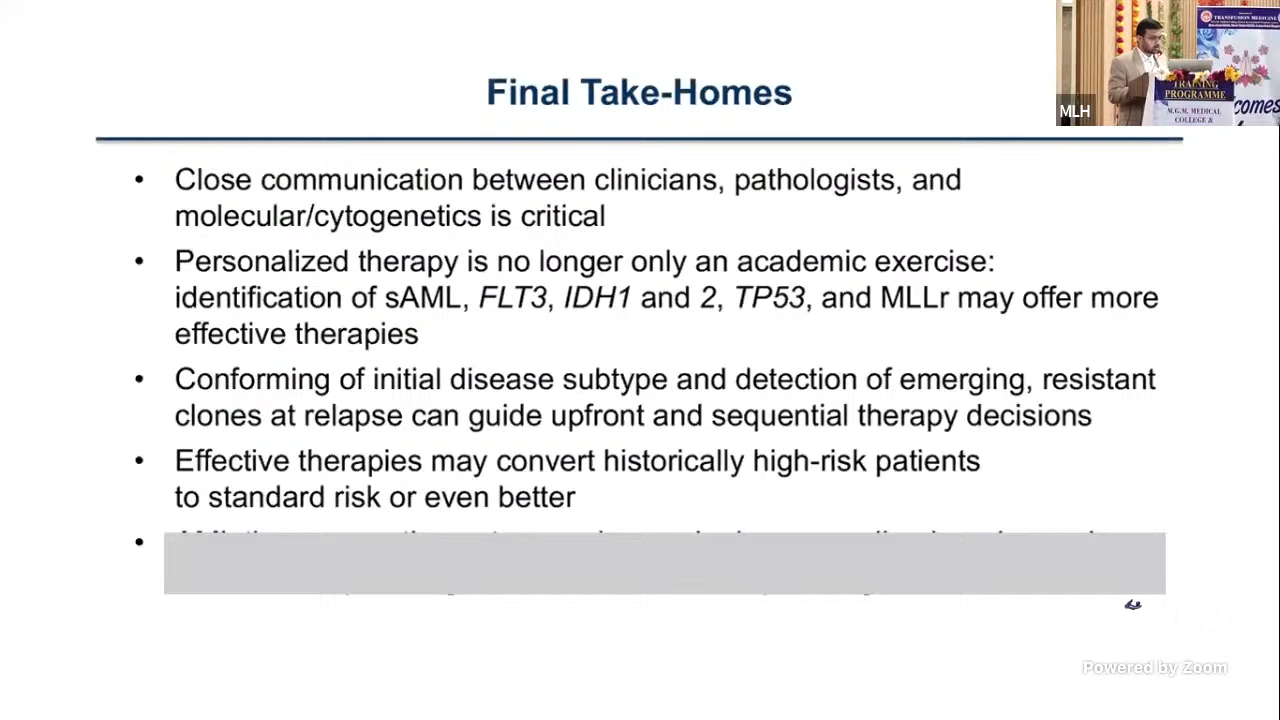 Final Take-Homes
TRANSFUSION MEDICINE
TRAINING
PROGRAMME
M.G.M. MEDICAL
COLLEGE &
comes
MLH
• Close communication between clinicians, pathologists, and
molecular/cytogenetics is critical
• Personalized therapy is no longer only an academic exercise:
identification of sAML, FLT3, IDH1 and 2, TP53, and MLLr may offer more
effective therapies
• Conforming of initial disease subtype and detection of emerging, resistant
clones at relapse can guide upfront and sequential therapy decisions
• Effective therapies may convert historically high-risk patients
to standard risk or even better
•
Powered by Zoom